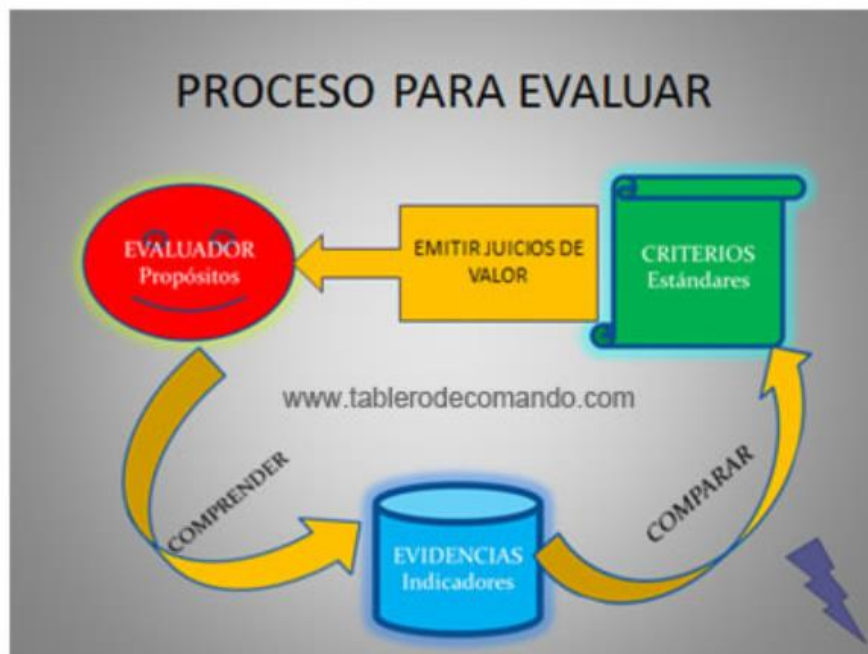 PROCESO PARA EVALUAR
EVALUADOR
Propósitos
EMITIR JUICIOS DE
VALOR
CRITERIOS
Estándares
www.tablerodecomando.com
COMPRENDER
COMPARAR
EVIDENCIAS
Indicadores